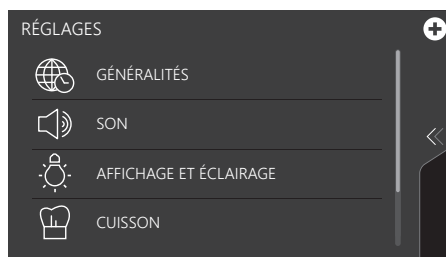 RÉGLAGES
GÉNÉRALITÉS
SON
AFFICHAGE ET ÉCLAIRAGE
CUISSON